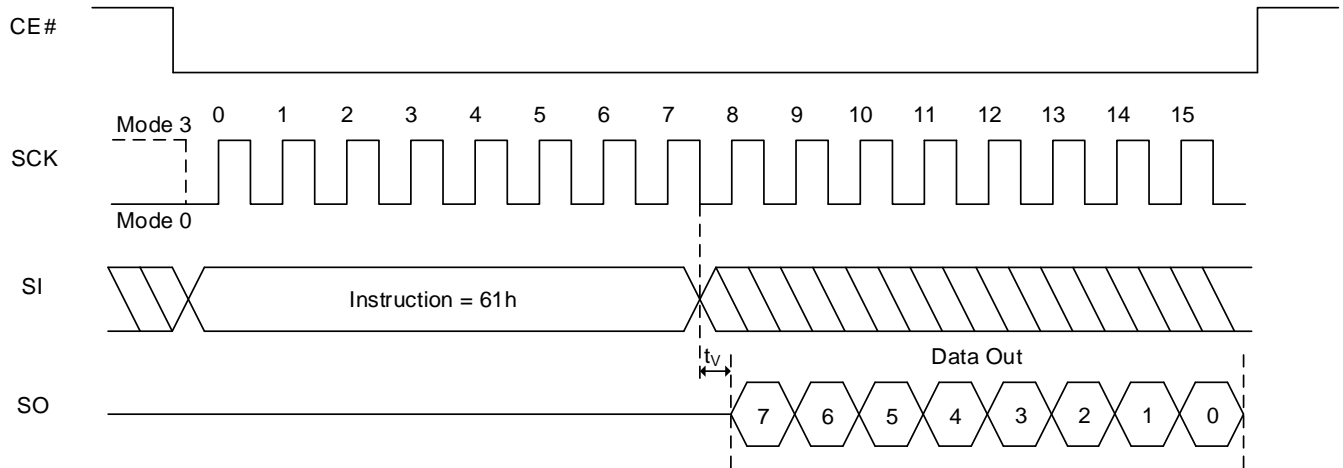 CE#
0 1 2 3 4 5 6 7 8 9 10 11 12 13 14 15
Mode 3
SCK
Mode 0
SI
Instruction = 61h
tV
Data Out
SO
7 6 5 4 3 2 1 0